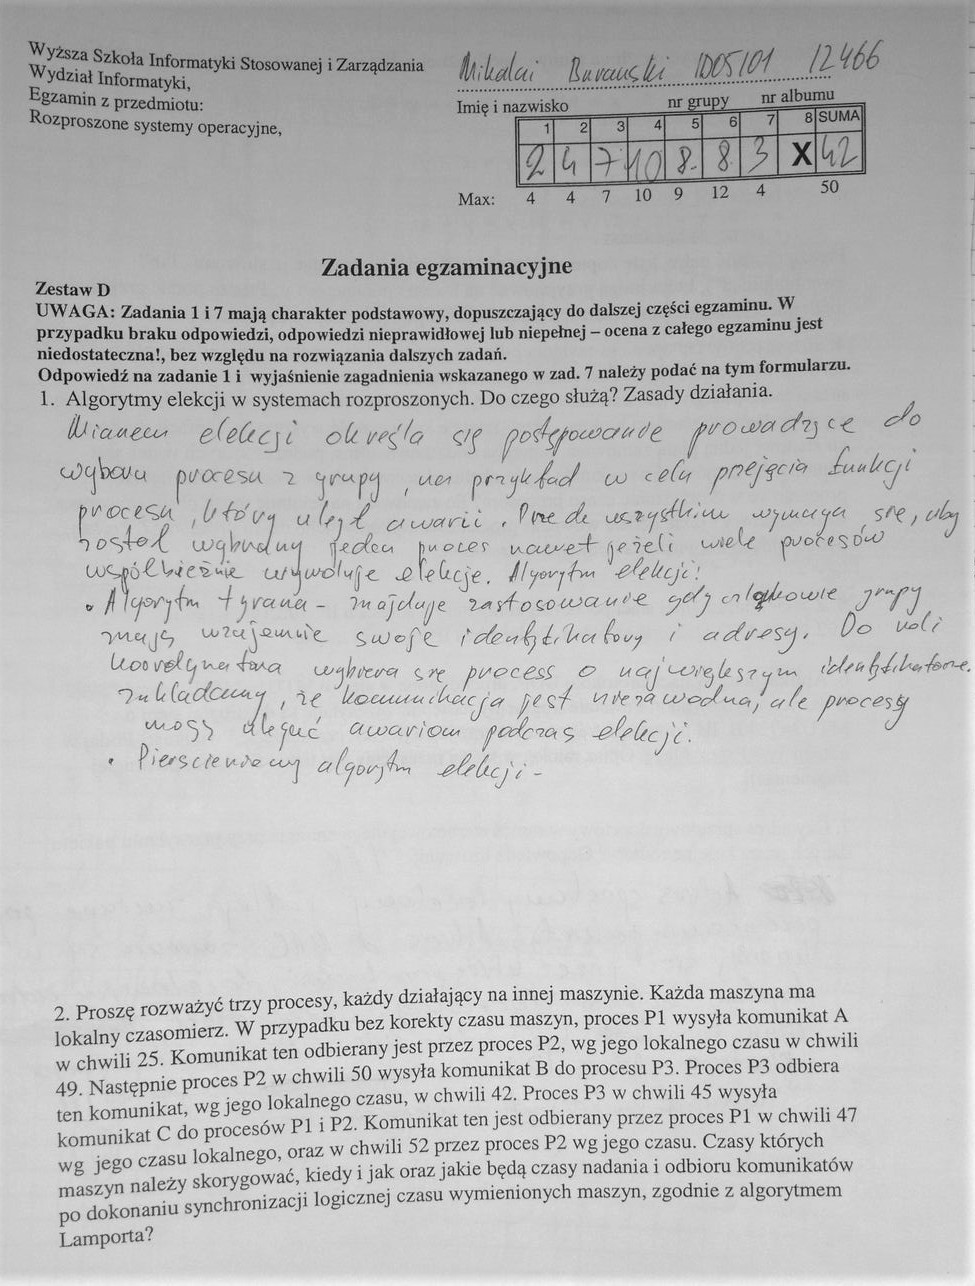 Wyższa Szkoła Informatyki Stosowanej i Zarządzania
Wydział Informatyki,
Egzamin z przedmiotu:
Rozproszone systemy operacyjne,
Mikalai Buraŭski ID05/01 12466
Imię i nazwisko nr grupy nr albumu
1 2 3 4 5 6 7 8 SUMA
2 4 7 10 8- 8 3 X 42
Max: 4 4 7 10 9 12 4 50
Zadania egzaminacyjne
Zestaw D
UWAGA: Zadania 1 i 7 mają charakter podstawowy, dopuszczający do dalszej części egzaminu. W
przypadku braku odpowiedzi, odpowiedzi nieprawidłowej lub niepełnej – ocena z całego egzaminu jest
niedostateczna!, bez względu na rozwiązania dalszych zadań.
Odpowiedź na zadanie 1 i wyjaśnienie zagadnienia wskazanego w zad. 7 należy podać na tym formularzu.
1. Algorytmy elekcji w systemach rozproszonych. Do czego służą? Zasady działania.
Mianem elekcji określa się postępowanie prowadzące do
wyboru procesu z grupy, na przykład w celu przejęcia funkcji
procesu, który uległ awarii. Przede wszystkim wymaga się, aby
został wybrany jeden proces nawet jeżeli wiele procesów
współbieżnie wywołuje elekcje. Algorytm elekcji:
• Algorytm tyrana - znajduje zastosowanie gdy członkowie grupy
znają wzajemnie swoje identyfikatory i adresy. Do roli
koordynatora wybiera się process o największym identyfikatorze.
Zakładamy, że komunikacja jest niezawodna, ale procesy
mogą ulegać awariom podczas elekcji.
• Pierscieniowy algorytm elekcji -
2. Proszę rozważyć trzy procesy, każdy działający na innej maszynie. Każda maszyna ma
lokalny czasomierz. W przypadku bez korekty czasu maszyn, proces P1 wysyła komunikat A
w chwili 25. Komunikat ten odbierany jest przez proces P2, wg jego lokalnego czasu w chwili
49. Następnie proces P2 w chwili 50 wysyła komunikat B do procesu P3. Proces P3 odbiera
ten komunikat, wg jego lokalnego czasu, w chwili 42. Proces P3 w chwili 45 wysyła
komunikat C do procesów P1 i P2. Komunikat ten jest odbierany przez proces P1 w chwili 47
wg jego czasu lokalnego, oraz w chwili 52 przez proces P2 wg jego czasu. Czasy których
maszyn należy skorygować, kiedy i jak oraz jakie będą czasy nadania i odbioru komunikatów
po dokonaniu synchronizacji logicznej czasu wymienionych maszyn, zgodnie z algorytmem
Lamporta?